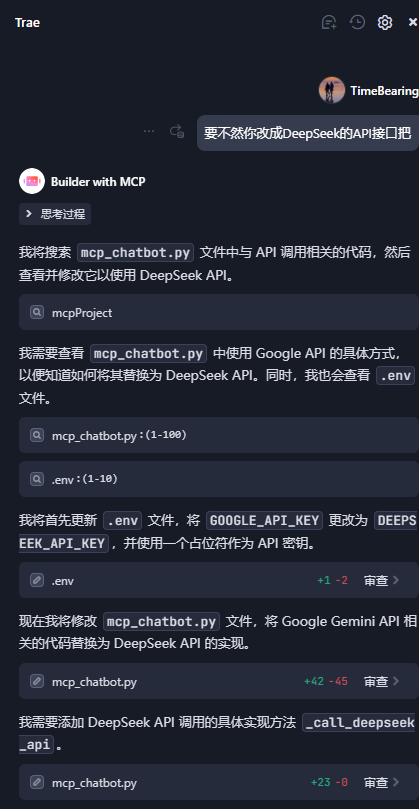 Trae
TimeBearing
要不然你改成DeepSeek的API接口把
Builder with MCP
思考过程
我将搜索 mcp_chatbot.py 文件中与 API 调用相关的代码，然后
查看并修改它以使用 DeepSeek API。
mcpProject
我需要查看 mcp_chatbot.py 中使用 Google API 的具体方式，
以便知道如何将其替换为 DeepSeek API。同时，我也会查看 .env
文件。
mcp_chatbot.py:(1-100)
.env:(1-10)
我将首先更新 .env 文件，将 GOOGLE_API_KEY 更改为 DEEPS
EEK_API_KEY，并使用一个占位符作为 API 密钥。
.env +1 -2 审查
现在我将修改 mcp_chatbot.py 文件，将 Google Gemini API 相
关的代码替换为 DeepSeek API 的实现。
mcp_chatbot.py +42 -45 审查
我需要添加 DeepSeek API 调用的具体实现方法 _call_deepseek
_api。
mcp_chatbot.py +23 -0 审查